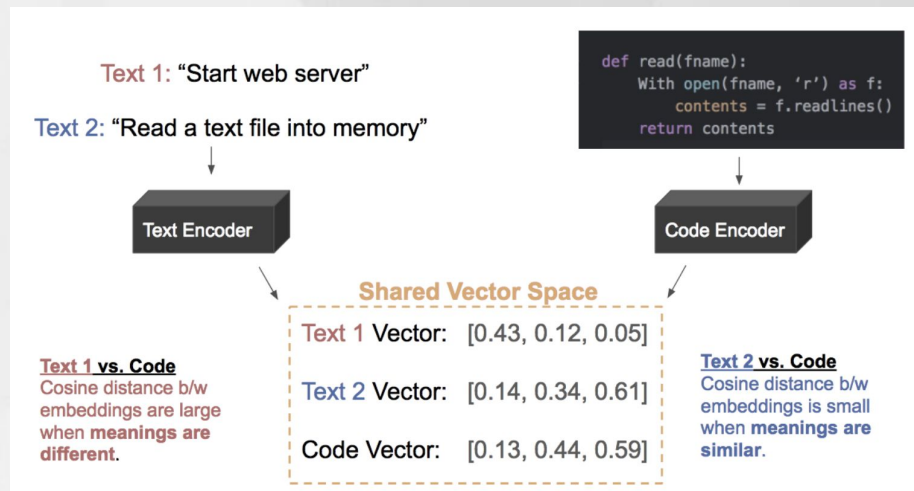 Text 1: “Start web server”
Text 2: “Read a text file into memory”
def read(fname):
With open(fname, ‘r’) as f:
contents = f.readlines()
return contents
Text Encoder
Code Encoder
Shared Vector Space
Text 1 Vector: [0.43, 0.12, 0.05]
Text 2 Vector: [0.14, 0.34, 0.61]
Code Vector: [0.13, 0.44, 0.59]
Text 1 vs. Code
Cosine distance b/w
embeddings are large
when meanings are
different.
Text 2 vs. Code
Cosine distance b/w
embeddings is small
when meanings are
similar.